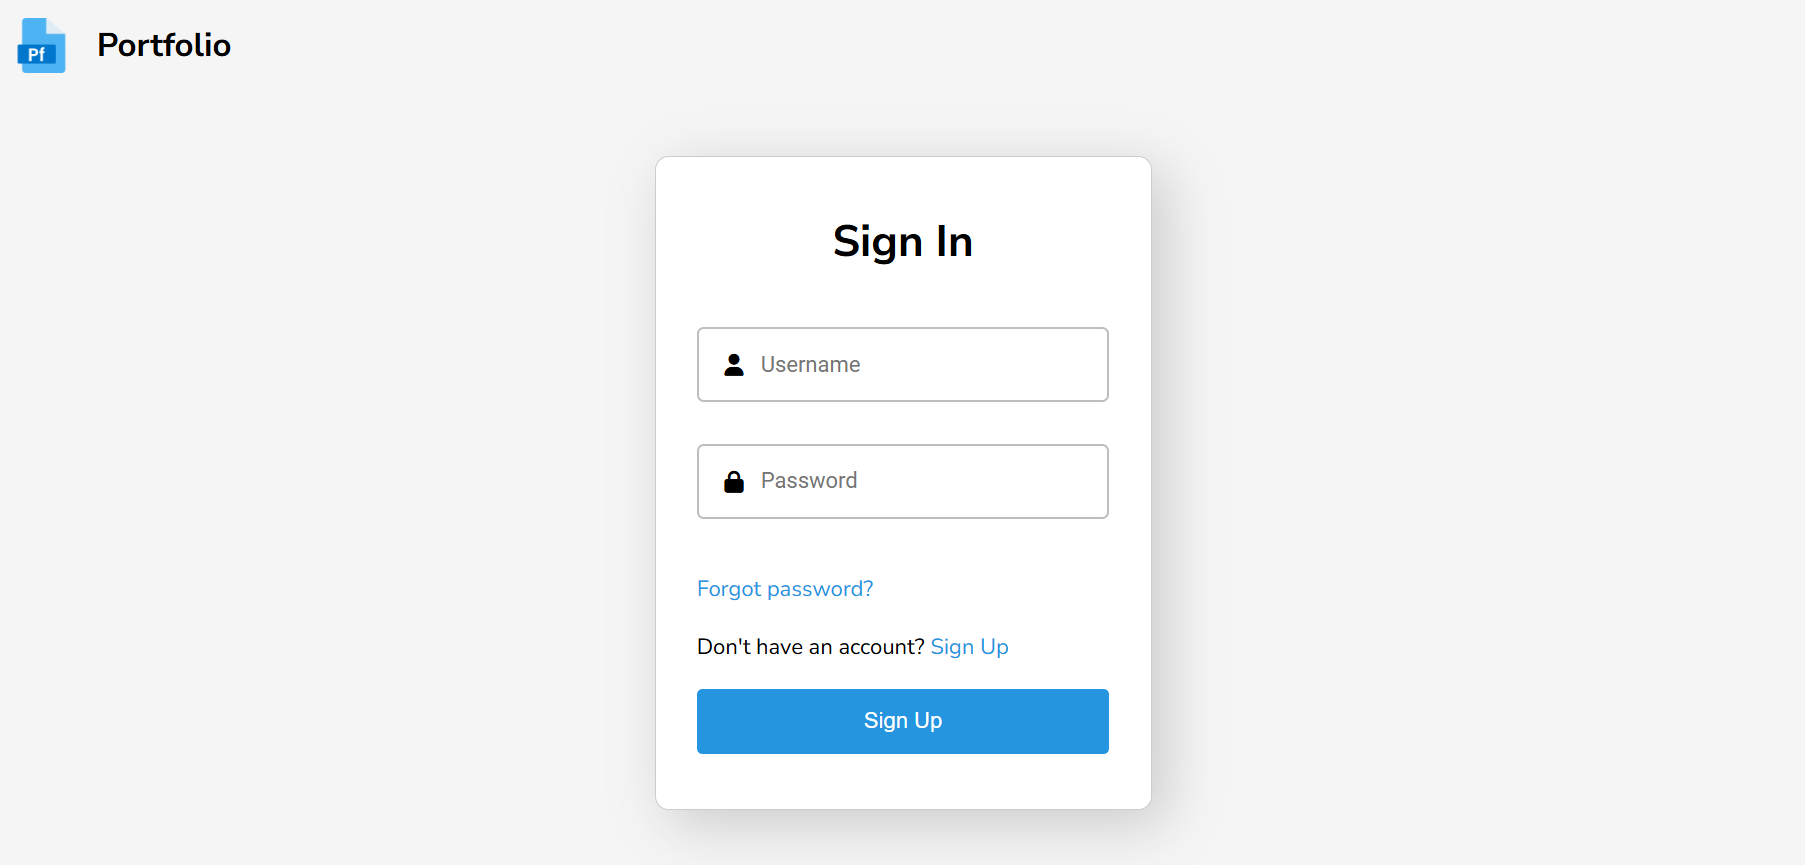 Pf
Portfolio
Sign In
Username
Password
Forgot password?
Don't have an account? Sign Up
Sign Up